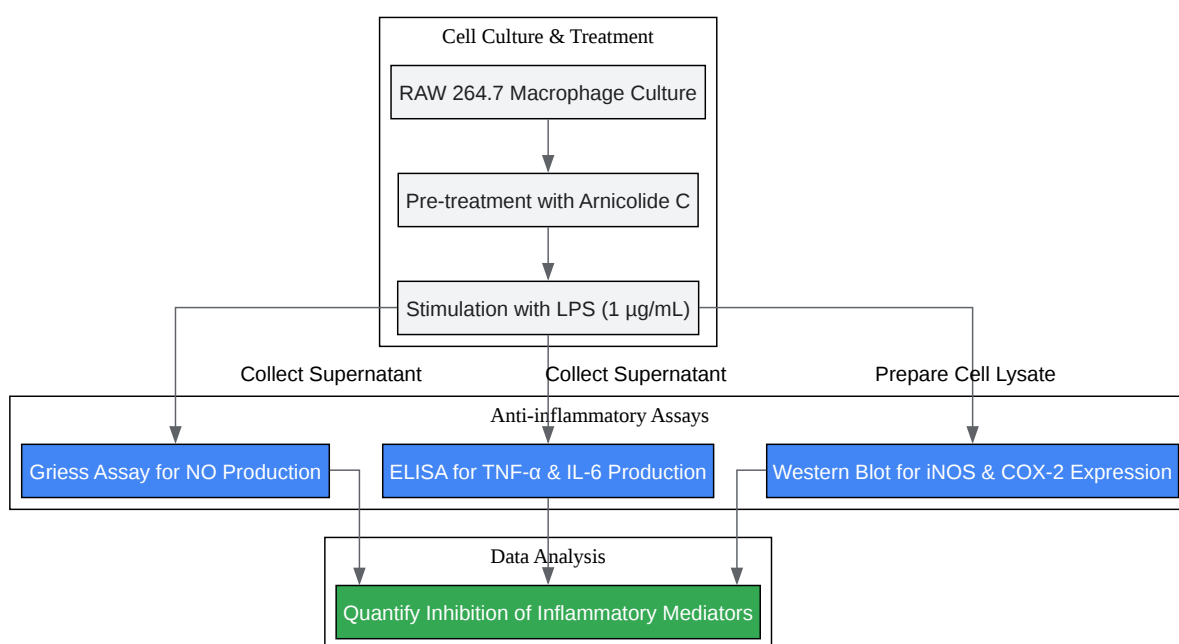 Cell Culture & Treatment
RAW 264.7 Macrophage Culture
Pre-treatment with Arnicolide C
Stimulation with LPS (1 µg/mL)
Collect Supernatant
Collect Supernatant
Prepare Cell Lysate
Anti-inflammatory Assays
Griess Assay for NO Production
ELISA for TNF-α & IL-6 Production
Western Blot for iNOS & COX-2 Expression
Data Analysis
Quantify Inhibition of Inflammatory Mediators